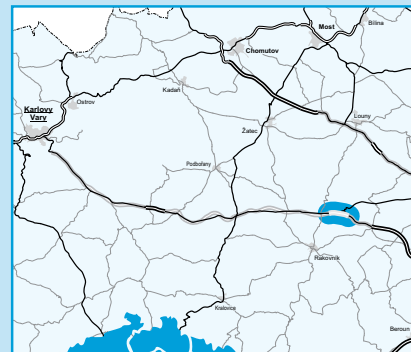 Most
Bílina
Chomutov
Kadaň
Ostrov
Karlovy
Vary
Louny
Žatec
Podbořany
Rakovník
Kralovice
Beroun